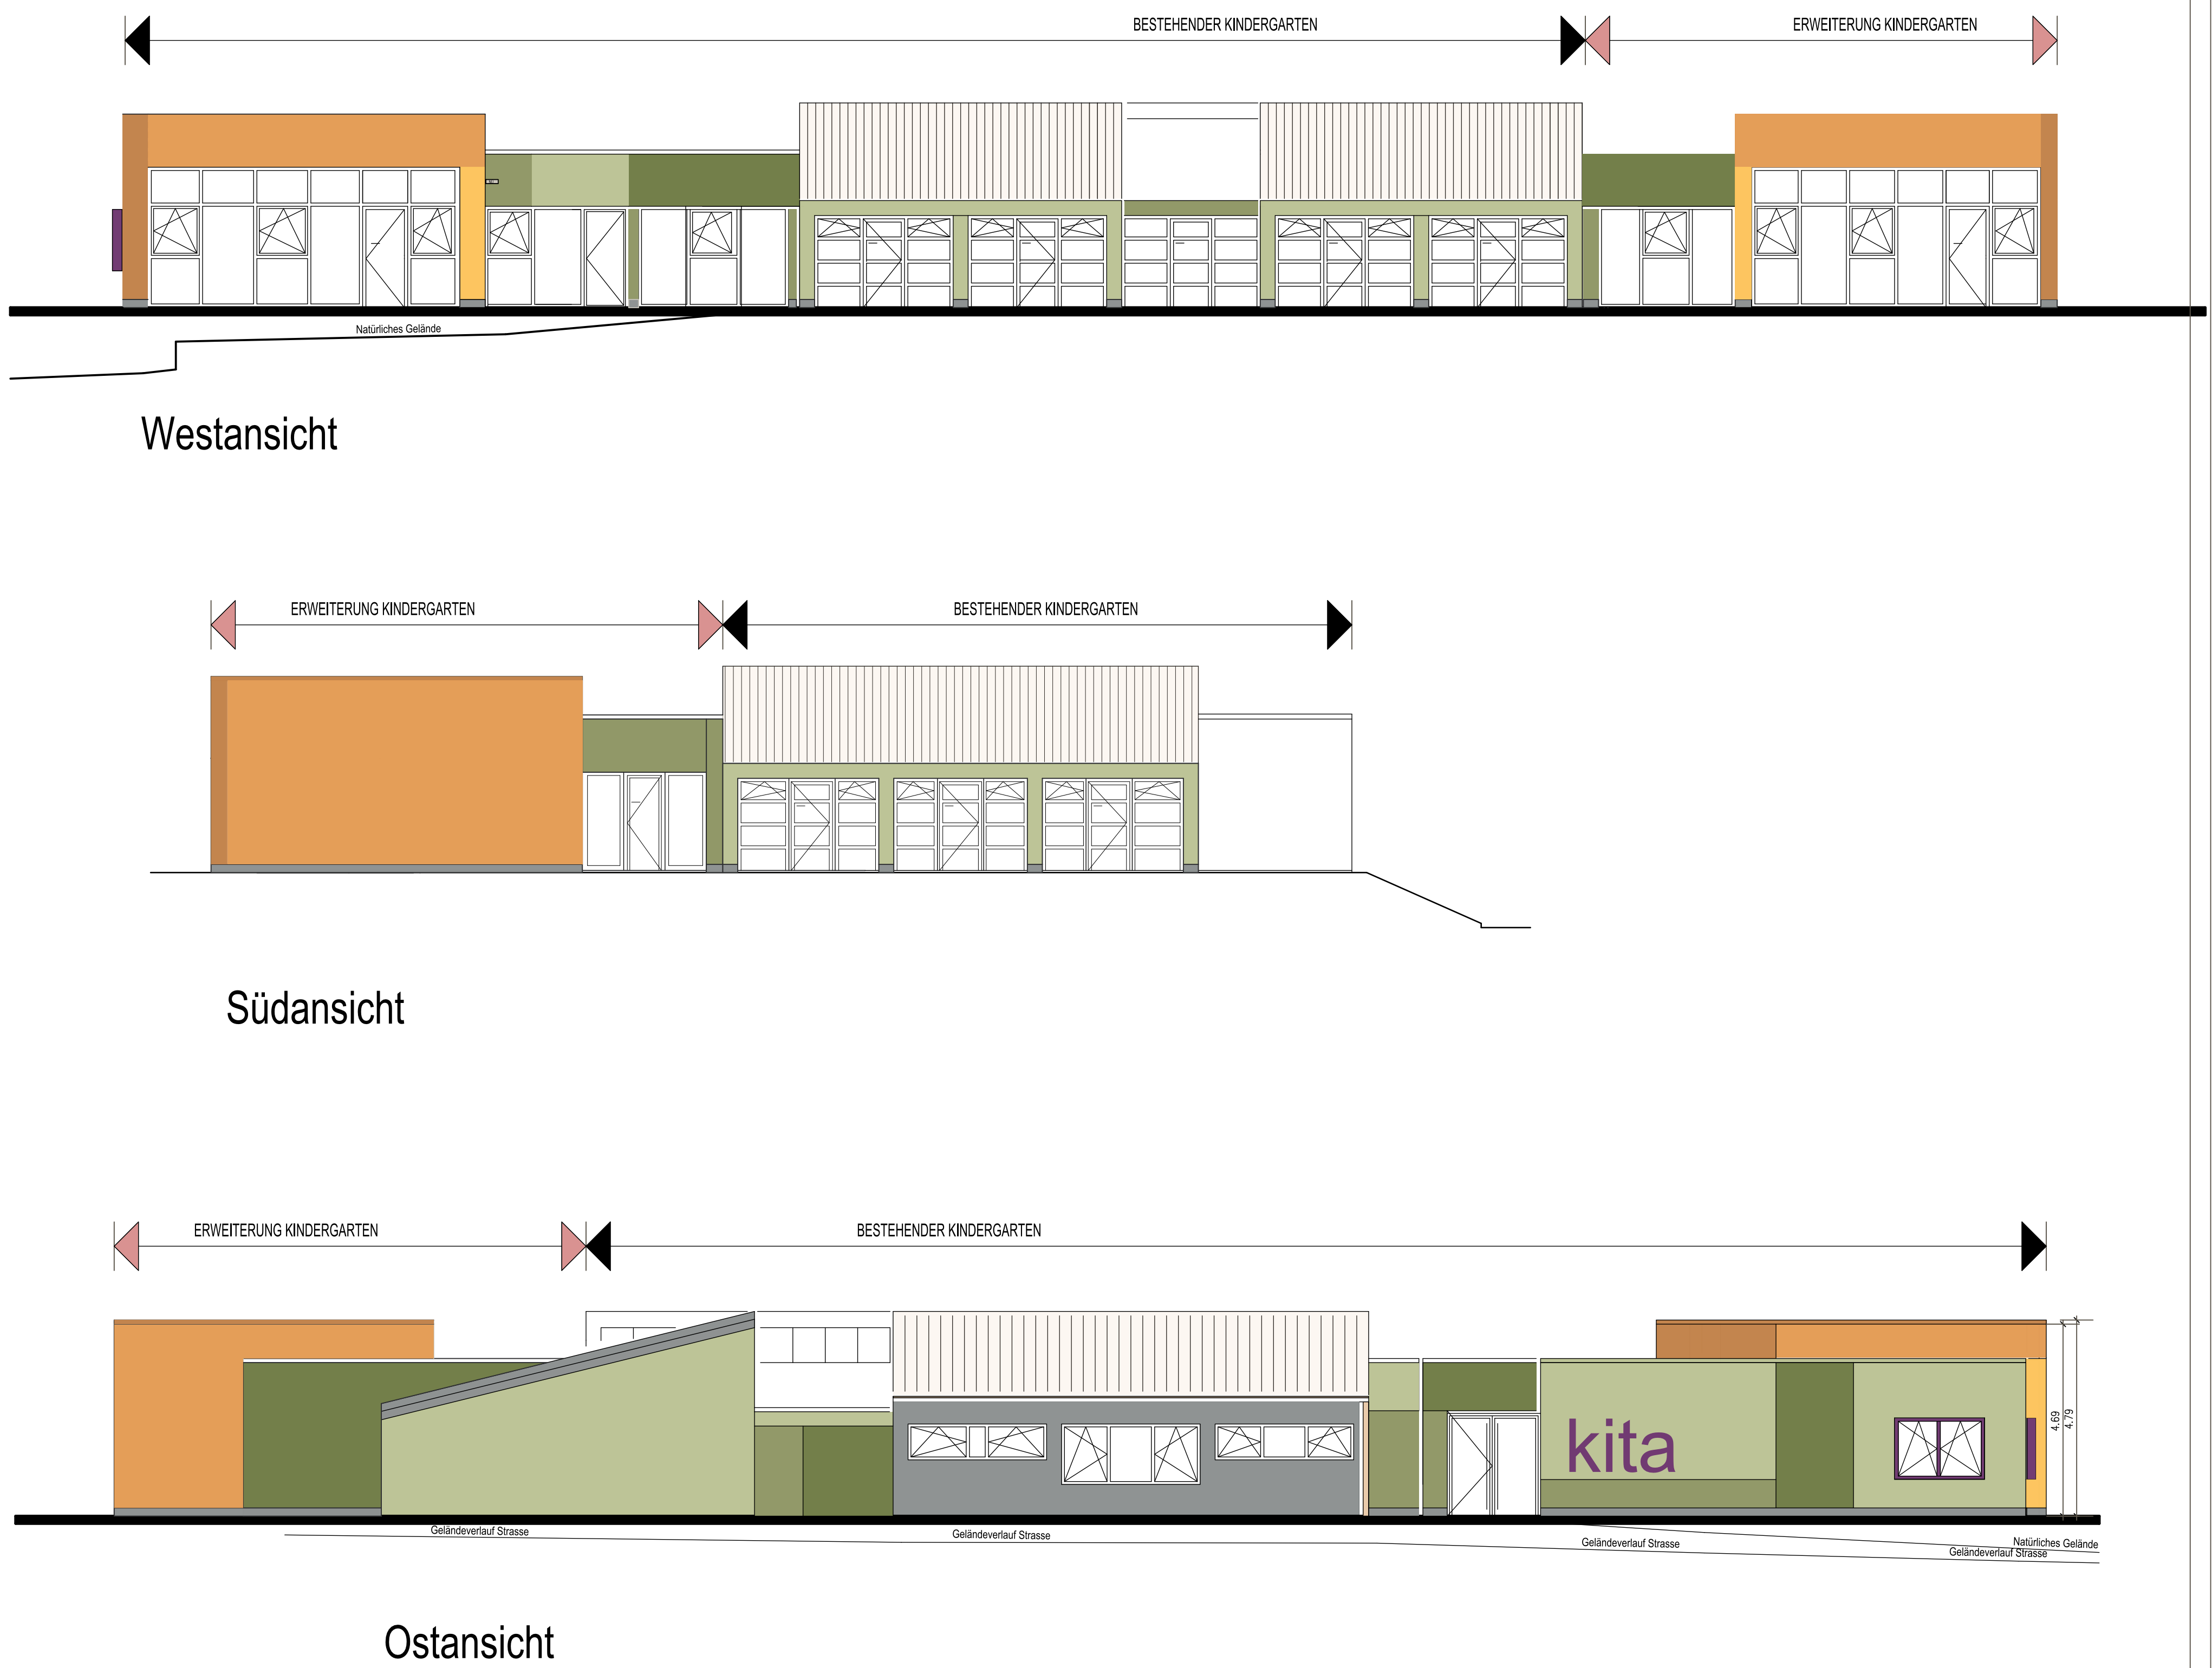 BESTEHENDER KINDERGARTEN
ERWEITERUNG KINDERGARTEN
Natürliches Gelände
Westansicht
ERWEITERUNG KINDERGARTEN
BESTEHENDER KINDERGARTEN
Südansicht
ERWEITERUNG KINDERGARTEN
BESTEHENDER KINDERGARTEN
kita
4.69
4.79
Geländeverlauf Strasse
Geländeverlauf Strasse
Geländeverlauf Strasse
Natürliches Gelände
Geländeverlauf Strasse
Ostansicht